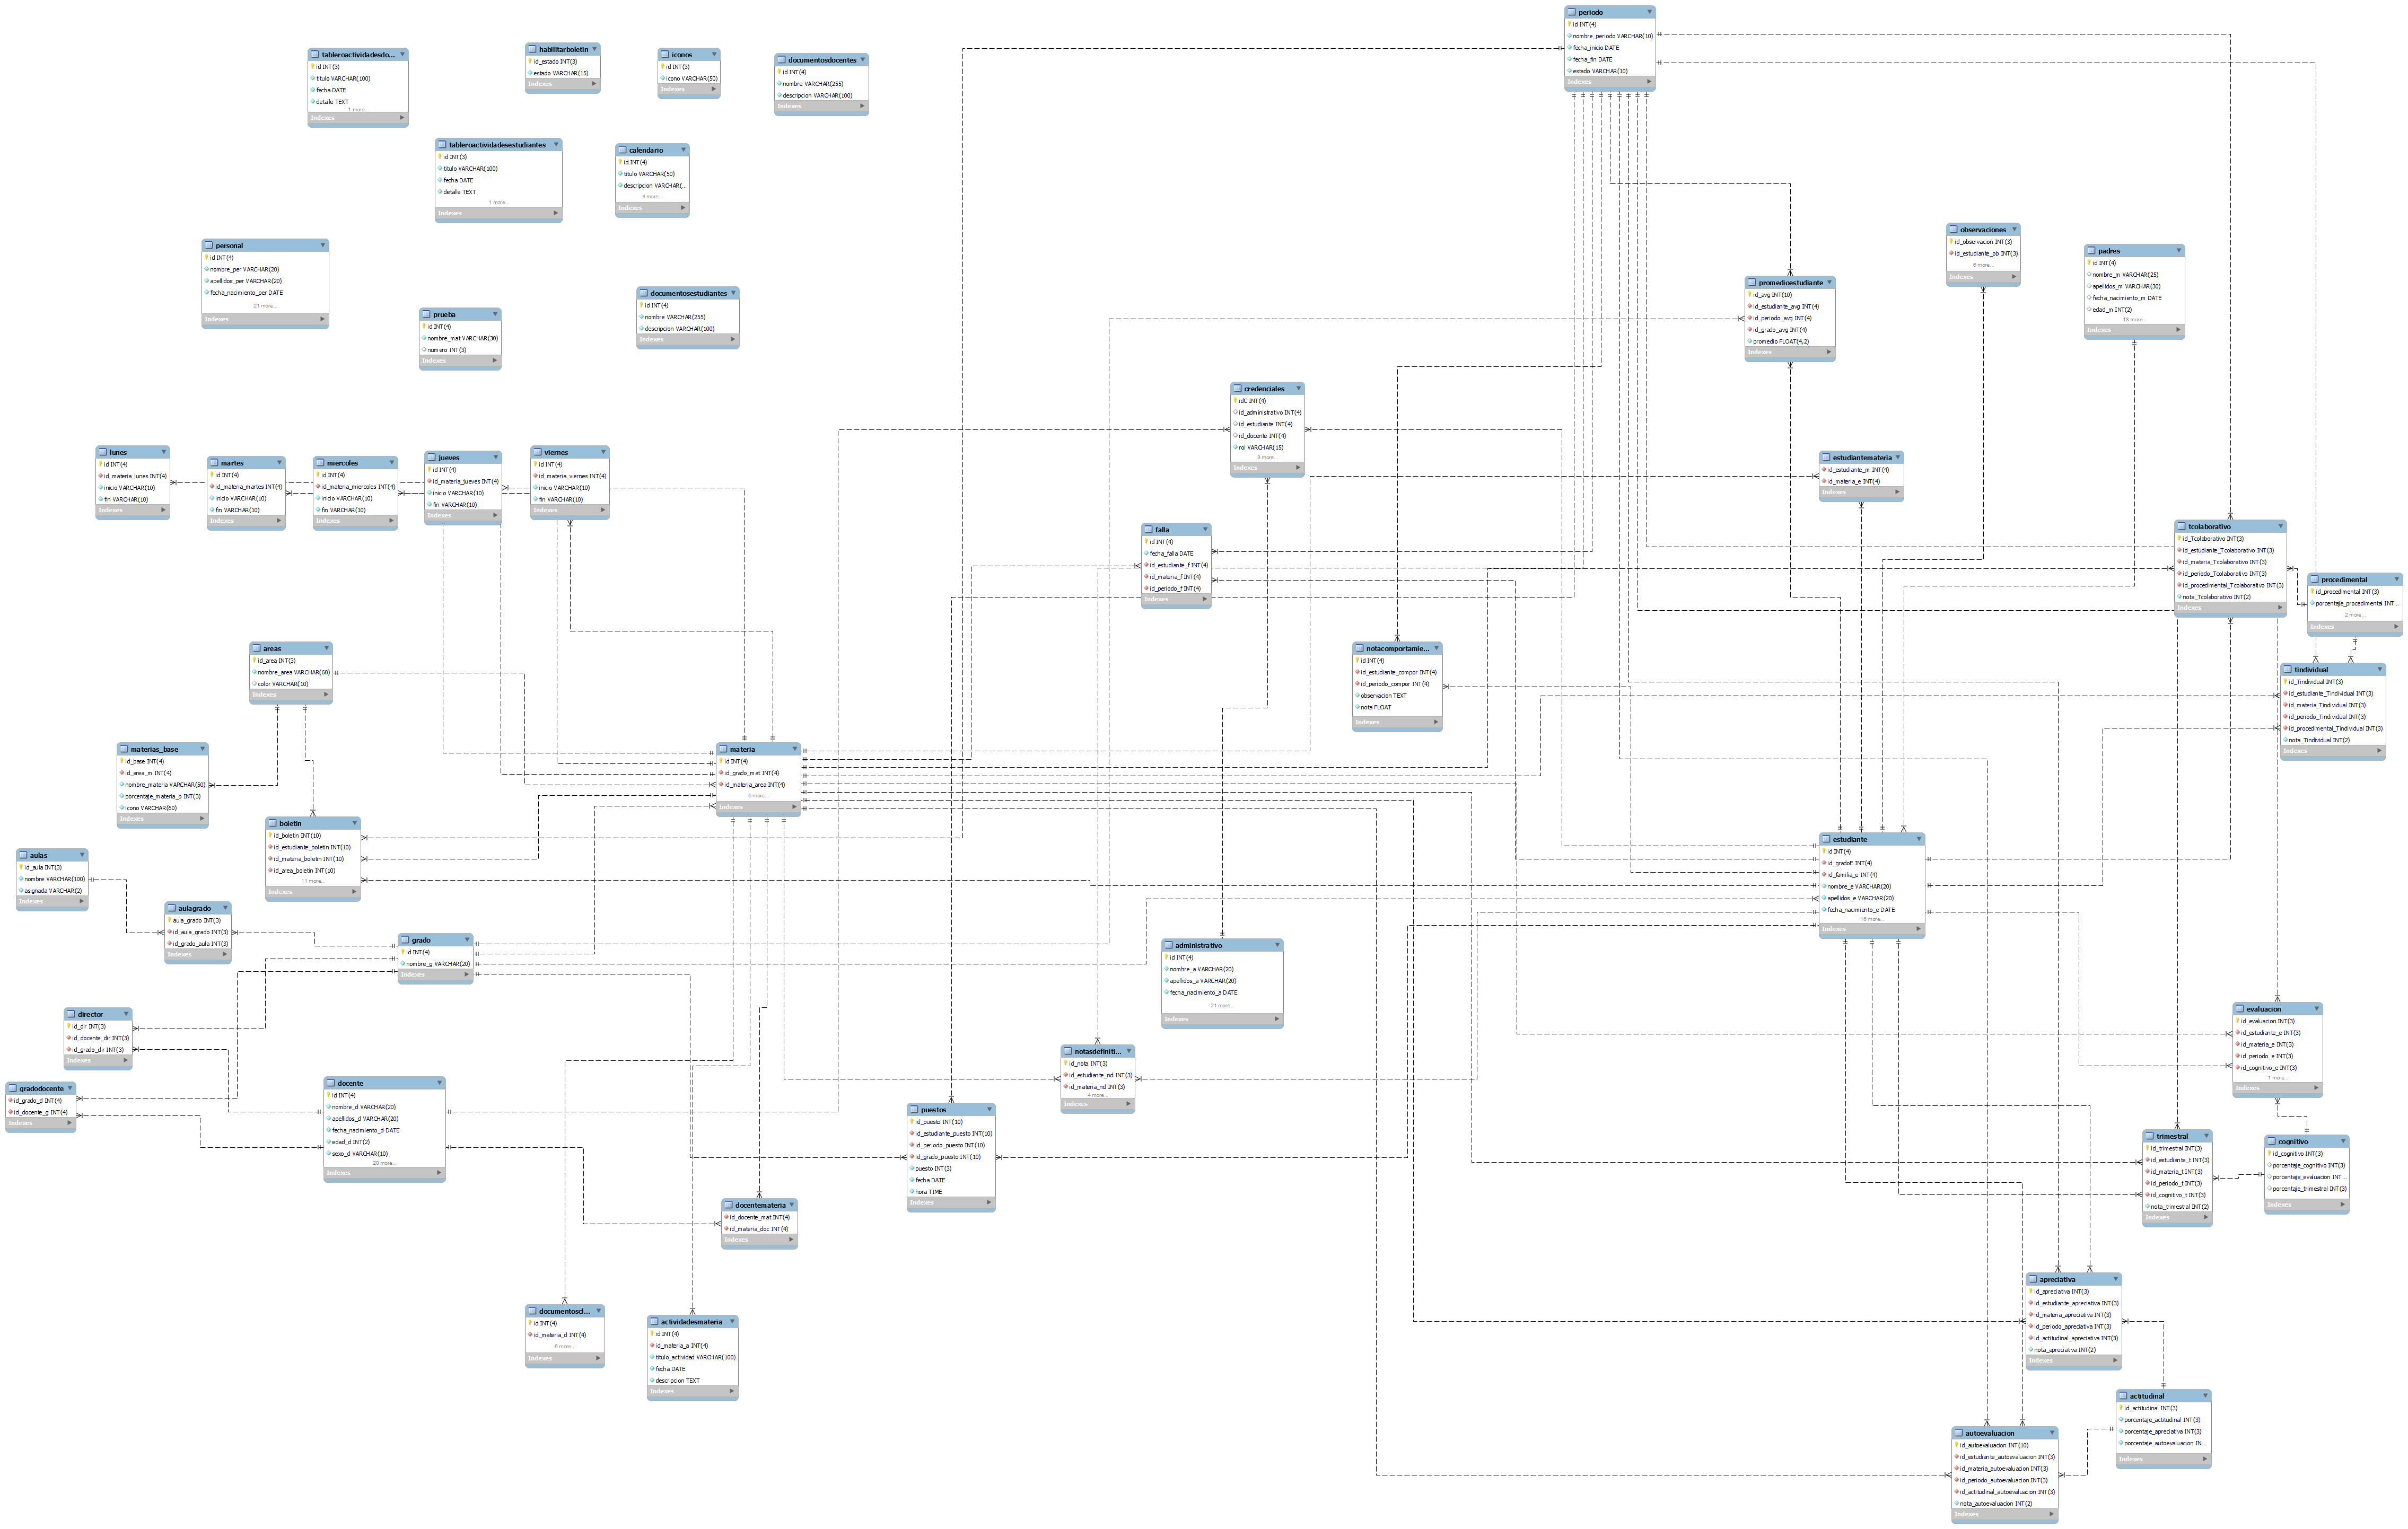 periodo
id INT(4)
nombre_periodo VARCHAR(10)
fecha_inicio DATE
fecha_fin DATE
estado VARCHAR(10)
Indexes
tableroactividadesdo...
id INT(3)
titulo VARCHAR(100)
fecha DATE
detalle TEXT
1 more...
Indexes
habilitarboletin
id_estado INT(3)
estado VARCHAR(15)
Indexes
iconos
id INT(3)
icono VARCHAR(50)
Indexes
documentosdocentes
id INT(4)
nombre VARCHAR(255)
descripcion VARCHAR(100)
Indexes
tableroactividadesestudiantes
id INT(3)
titulo VARCHAR(100)
fecha DATE
detalle TEXT
1 more...
Indexes
calendario
id INT(4)
titulo VARCHAR(50)
descripcion VARCHAR(...
4 more...
Indexes
personal
id INT(4)
nombre_per VARCHAR(20)
apellidos_per VARCHAR(20)
fecha_nacimiento_per DATE
21 more...
Indexes
documentosestudiantes
id INT(4)
nombre VARCHAR(255)
descripcion VARCHAR(100)
Indexes
prueba
id INT(4)
nombre_mat VARCHAR(30)
numero INT(3)
Indexes
observaciones
id_observacion INT(3)
id_estudiante_ob INT(3)
6 more...
Indexes
padres
id INT(4)
nombre_m VARCHAR(25)
apellidos_m VARCHAR(30)
fecha_nacimiento_m DATE
edad_m INT(2)
18 more...
Indexes
promedioestudiante
id_avg INT(10)
id_estudiante_avg INT(4)
id_periodo_avg INT(4)
id_grado_avg INT(4)
promedio FLOAT(4,2)
Indexes
credenciales
idC INT(4)
id_administrativo INT(4)
id_estudiante INT(4)
id_docente INT(4)
rol VARCHAR(15)
3 more...
Indexes
lunes
id INT(4)
id_materia_lunes INT(4)
inicio VARCHAR(10)
fin VARCHAR(10)
Indexes
martes
id INT(4)
id_materia_martes INT(4)
inicio VARCHAR(10)
fin VARCHAR(10)
Indexes
miercoles
id INT(4)
id_materia_miercoles INT(4)
inicio VARCHAR(10)
fin VARCHAR(10)
Indexes
jueves
id INT(4)
id_materia_jueves INT(4)
inicio VARCHAR(10)
fin VARCHAR(10)
Indexes
viernes
id INT(4)
id_materia_viernes INT(4)
inicio VARCHAR(10)
fin VARCHAR(10)
Indexes
estudiantemateria
id_estudiante_m INT(4)
id_materia_e INT(4)
Indexes
falla
id INT(4)
fecha_falla DATE
id_estudiante_f INT(4)
id_materia_f INT(4)
id_periodo_f INT(4)
Indexes
tcolaborativo
id_Tcolaborativo INT(3)
id_estudiante_Tcolaborativo INT(3)
id_materia_Tcolaborativo INT(3)
id_periodo_Tcolaborativo INT(3)
id_procedimental_Tcolaborativo INT(3)
nota_Tcolaborativo INT(2)
Indexes
procedimental
id_procedimental INT(3)
porcentaje_procedimental INT...
2 more...
Indexes
areas
id_area INT(3)
nombre_area VARCHAR(60)
color VARCHAR(10)
Indexes
notacomportamie...
id INT(4)
id_estudiante_compor INT(4)
id_periodo_compor INT(4)
observacion TEXT
nota FLOAT
Indexes
tindividual
id_Tindividual INT(3)
id_estudiante_Tindividual INT(3)
id_materia_Tindividual INT(3)
id_periodo_Tindividual INT(3)
id_procedimental_Tindividual INT(3)
nota_Tindividual INT(2)
Indexes
materias_base
id_base INT(4)
id_area_m INT(4)
nombre_materia VARCHAR(50)
porcentaje_materia_b INT(3)
icono VARCHAR(60)
Indexes
materia
id INT(4)
id_grado_mat INT(4)
id_materia_area INT(4)
6 more...
Indexes
boletin
id_boletin INT(10)
id_estudiante_boletin INT(10)
id_materia_boletin INT(10)
id_area_boletin INT(10)
11 more...
Indexes
aulas
id_aula INT(3)
nombre VARCHAR(100)
asignada VARCHAR(2)
Indexes
estudiante
id INT(4)
id_gradoE INT(4)
id_familia_e INT(4)
nombre_e VARCHAR(20)
apellidos_e VARCHAR(20)
fecha_nacimiento_e DATE
16 more...
Indexes
aulagrado
aula_grado INT(3)
id_aula_grado INT(3)
id_grado_aula INT(3)
Indexes
grado
id INT(4)
nombre_g VARCHAR(20)
Indexes
administrativo
id INT(4)
nombre_a VARCHAR(20)
apellidos_a VARCHAR(20)
fecha_nacimiento_a DATE
21 more...
Indexes
director
id_dir INT(3)
id_docente_dir INT(3)
id_grado_dir INT(3)
Indexes
evaluacion
id_evaluacion INT(3)
id_estudiante_e INT(3)
id_materia_e INT(3)
id_periodo_e INT(3)
id_cognitivo_e INT(3)
1 more...
Indexes
notasdefiniti...
id_nota INT(3)
id_estudiante_nd INT(3)
id_materia_nd INT(3)
4 more...
Indexes
gradodocente
id_grado_d INT(4)
id_docente_g INT(4)
Indexes
docente
id INT(4)
nombre_d VARCHAR(20)
apellidos_d VARCHAR(20)
fecha_nacimiento_d DATE
edad_d INT(2)
sexo_d VARCHAR(10)
20 more...
Indexes
puestos
id_puesto INT(10)
id_estudiante_puesto INT(10)
id_periodo_puesto INT(10)
id_grado_puesto INT(10)
puesto INT(3)
fecha DATE
hora TIME
Indexes
trimestral
id_trimestral INT(3)
id_estudiante_t INT(3)
id_materia_t INT(3)
id_periodo_t INT(3)
id_cognitivo_t INT(3)
nota_trimestral INT(2)
Indexes
cognitivo
id_cognitivo INT(3)
porcentaje_cognitivo INT(3)
porcentaje_evaluacion INT...
porcentaje_trimestral INT(3)
Indexes
docentemateria
id_docente_mat INT(4)
id_materia_doc INT(4)
Indexes
apreciativa
id_apreciativa INT(3)
id_estudiante_apreciativa INT(3)
id_materia_apreciativa INT(3)
id_periodo_apreciativa INT(3)
id_actitudinal_apreciativa INT(3)
nota_apreciativa INT(2)
Indexes
documentoscl...
id INT(4)
id_materia_d INT(4)
6 more...
Indexes
actividadesmateria
id INT(4)
id_materia_a INT(4)
titulo_actividad VARCHAR(100)
fecha DATE
descripcion TEXT
Indexes
actitudinal
id_actitudinal INT(3)
porcentaje_actitudinal INT(3)
porcentaje_apreciativa INT(3)
porcentaje_autoevaluacion IN...
Indexes
autoevaluacion
id_autoevaluacion INT(10)
id_estudiante_autoevaluacion INT(3)
id_materia_autoevaluacion INT(3)
id_periodo_autoevaluacion INT(3)
id_actitudinal_autoevaluacion INT(3)
nota_autoevaluacion INT(2)
Indexes